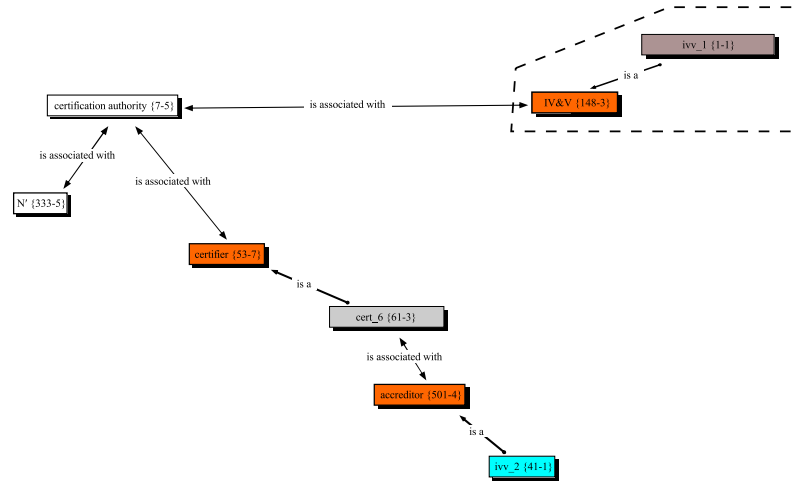 ivv_1 {1-1}
is a
IV&V {148-3}
certification authority {7-5}
is associated with
is associated with
is associated with
N' {333-5}
certifier {53-7}
is a
cert_6 {61-3}
is associated with
accreditor {501-4}
is a
ivv_2 {41-1}